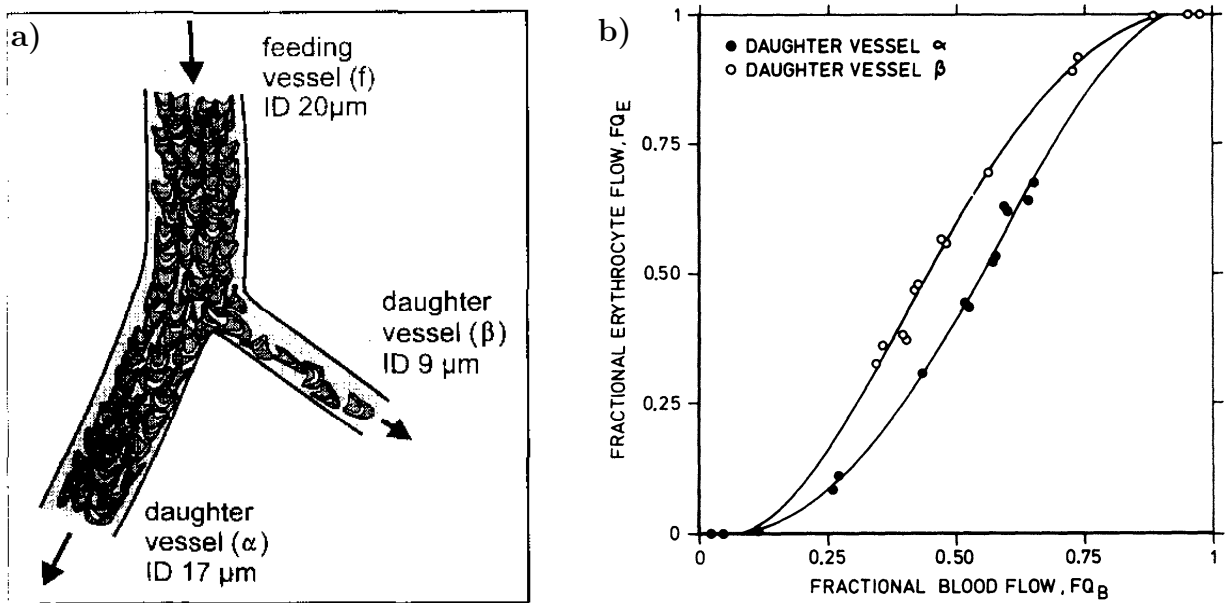 a)
feeding
vessel (f)
ID 20µm
daughter
vessel (β)
ID 9 µm
daughter
vessel (α)
ID 17 µm
b)
● DAUGHTER VESSEL α
○ DAUGHTER VESSEL β
FRACTIONAL ERYTHROCYTE FLOW, FQE
1
0.75
0.50
0.25
0
0 0.25 0.50 0.75 1
FRACTIONAL BLOOD FLOW, FQB